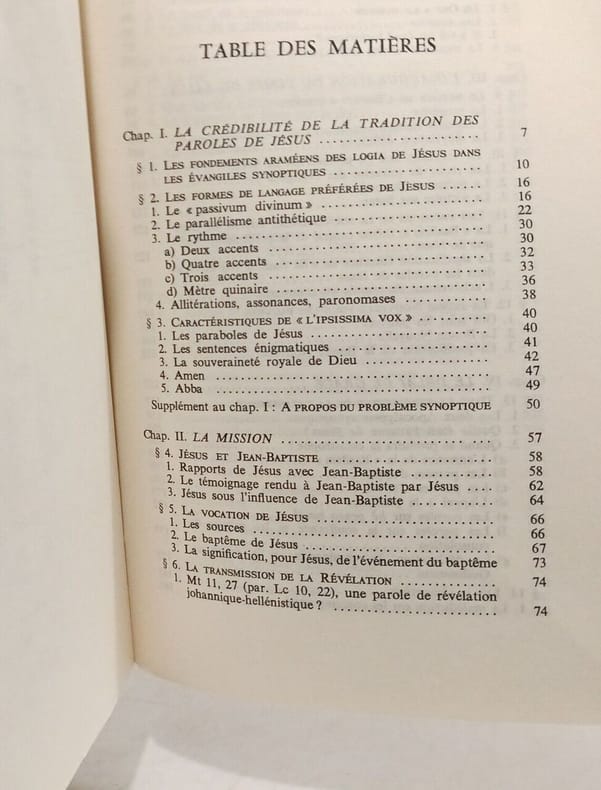 TABLE DES MATIÈRES
Chap. I. LA CRÉDIBILITÉ DE LA TRADITION DES
PAROLES DE JÉSUS .......................... 7
§ 1. LES FONDEMENTS ARAMÉENS DES LOGIA DE JÉSUS DANS
LES ÉVANGILES SYNOPTIQUES .......................... 10
§ 2. LES FORMES DE LANGAGE PRÉFÉRÉES DE JÉSUS ...... 16
1. Le « passivum divinum » .......................... 16
2. Le parallélisme antithétique .......................... 22
3. Le rythme .......................... 30
a) Deux accents .......................... 30
b) Quatre accents .......................... 32
c) Trois accents .......................... 33
d) Mètre quinaire .......................... 36
4. Allitérations, assonances, paronomases ............ 38
§ 3. CARACTÉRISTIQUES DE « L'IPSISSIMA VOX » ........... 40
1. Les paraboles de Jésus .......................... 40
2. Les sentences énigmatiques .......................... 41
3. La souveraineté royale de Dieu .................... 42
4. Amen .......................... 47
5. Abba .......................... 49
Supplément au chap. I : A PROPOS DU PROBLÈME SYNOPTIQUE 50
Chap. II. LA MISSION .......................... ... 57
§ 4. JÉSUS ET JEAN-BAPTISTE .......................... 58
1. Rapports de Jésus avec Jean-Baptiste .............. 58
2. Le témoignage rendu à Jean-Baptiste par Jésus .... 62
3. Jésus sous l'influence de Jean-Baptiste ............ 64
§ 5. LA VOCATION DE JÉSUS .......................... 66
1. Les sources .......................... 66
2. Le baptême de Jésus .......................... 67
3. La signification, pour Jésus, de l'événement du baptême 73
§ 6. LA TRANSMISSION DE LA RÉVÉLATION .............. 74
1. Mt 11, 27 (par. Lc 10, 22), une parole de révélation
johannique-hellénistique ? .......................... 74